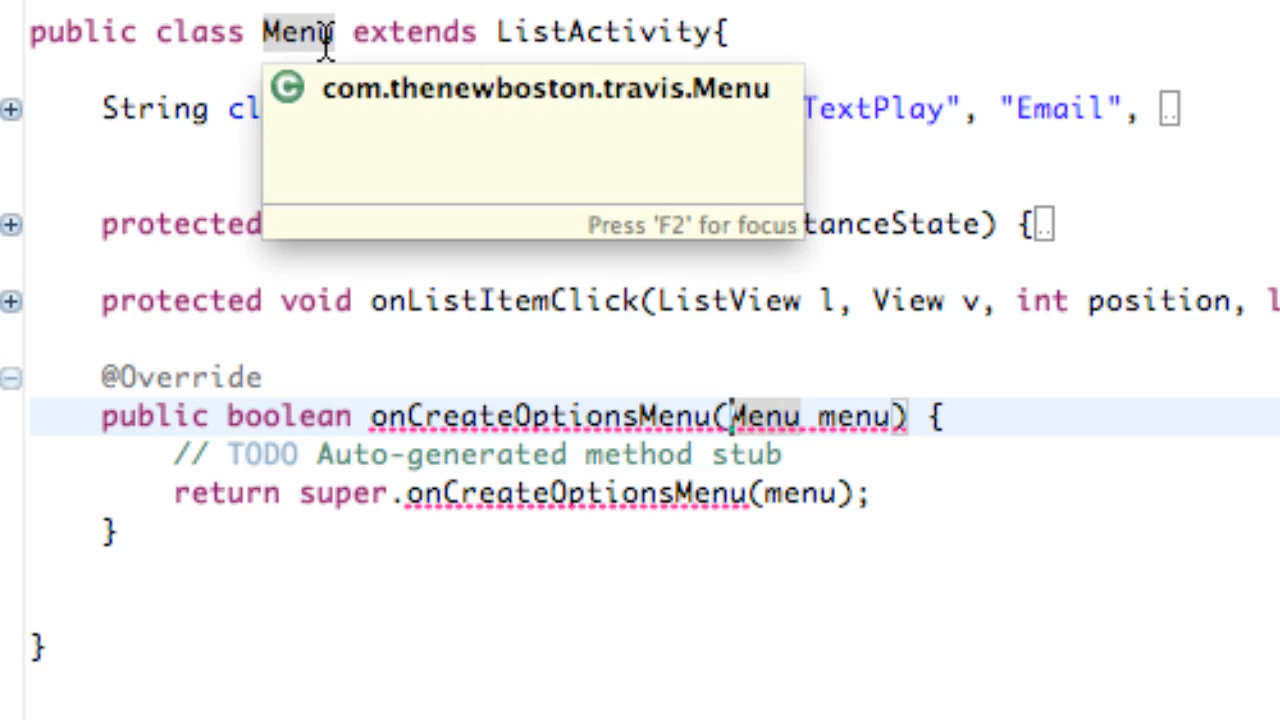 public class Menu extends ListActivity{
com.thenewboston.travis.Menu
String cl TextPlay", "Email", ..
Press 'F2' for focus
protected tanceState) {..
protected void onListItemClick(ListView l, View v, int position, l
@Override
public boolean onCreateOptionsMenu(Menu menu) {
// TODO Auto-generated method stub
return super.onCreateOptionsMenu(menu);
}
}